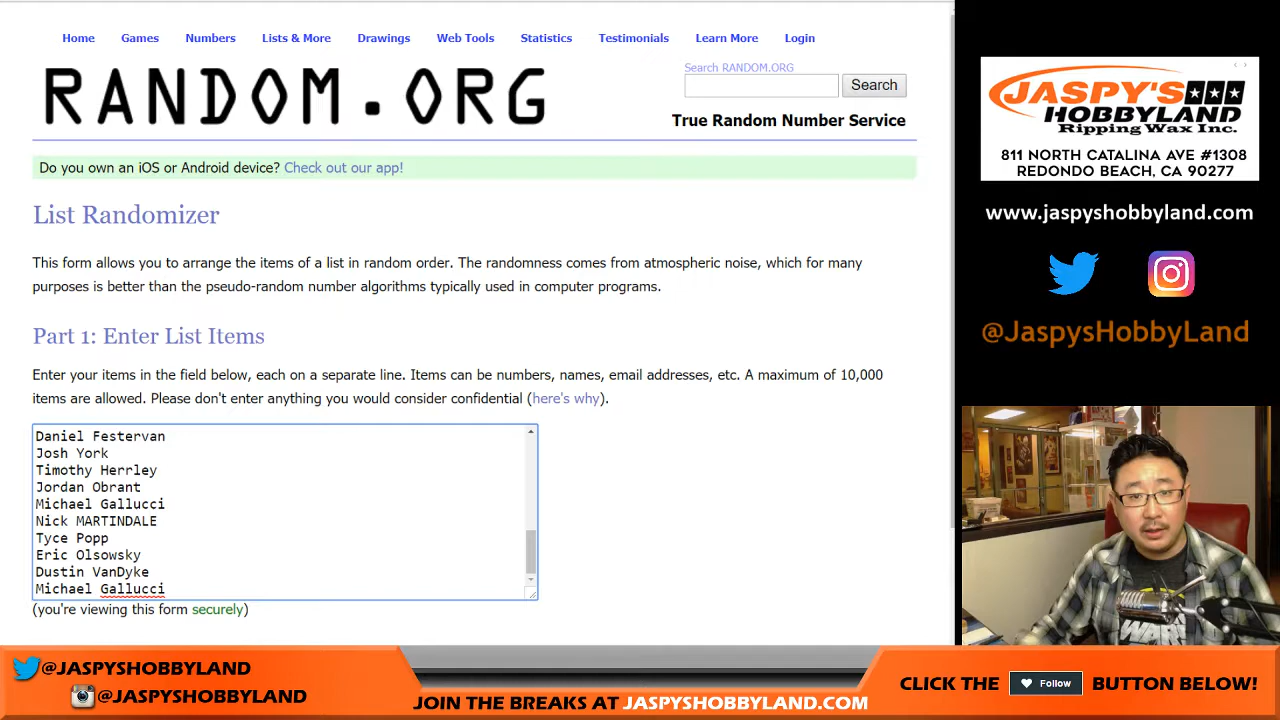 Home Games Numbers Lists & More Drawings Web Tools Statistics Testimonials Learn More Login
RANDOM.ORG
Search RANDOM.ORG
Search
True Random Number Service
Do you own an iOS or Android device? Check out our app!
List Randomizer
This form allows you to arrange the items of a list in random order. The randomness comes from atmospheric noise, which for many
purposes is better than the pseudo-random number algorithms typically used in computer programs.
Part 1: Enter List Items
Enter your items in the field below, each on a separate line. Items can be numbers, names, email addresses, etc. A maximum of 10,000
items are allowed. Please don't enter anything you would consider confidential (here's why).
Daniel Festervan
Josh York
Timothy Herrley
Jordan Obrant
Michael Gallucci
Nick MARTINDALE
Tyce Popp
Eric Olsowsky
Dustin VanDyke
Michael Gallucci
(you're viewing this form securely)
JASPY'S
HOBBYLAND
Ripping Wax Inc.
811 NORTH CATALINA AVE #1308
REDONDO BEACH, CA 90277
www.jaspyshobbyland.com
@JaspysHobbyLand
@JASPYSHOBBYLAND
@JASPYSHOBBYLAND
JOIN THE BREAKS AT JASPYSHOBBYLAND.COM
CLICK THE Follow BUTTON BELOW!